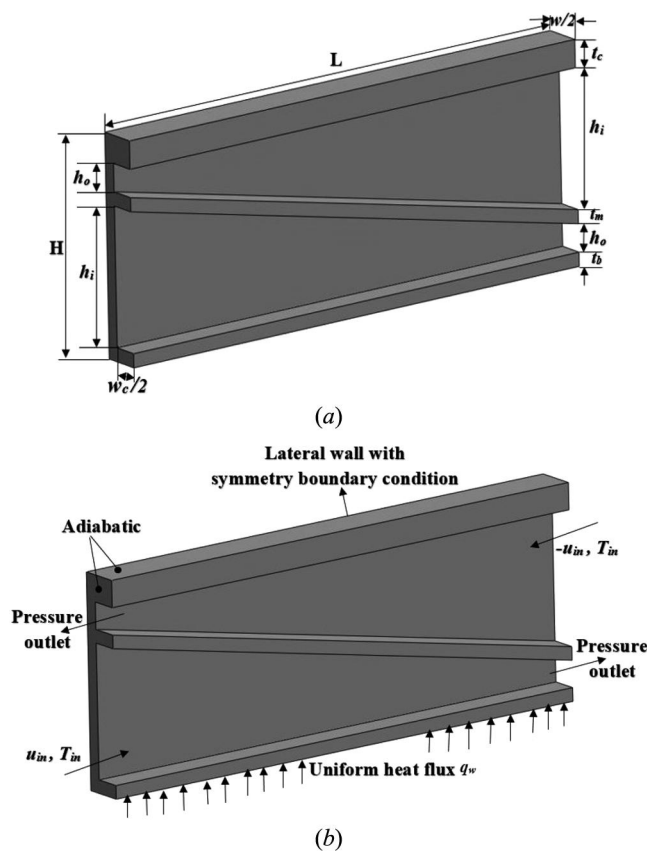 w/2
L
t_c
h_o
h_i
H
t_m
h_o
h_i
t_b
w_c/2
(a)
Lateral wall with
symmetry boundary condition
Adiabatic
-u_in, T_in
Pressure
outlet
Pressure
outlet
u_in, T_in
Uniform heat flux q_w
(b)